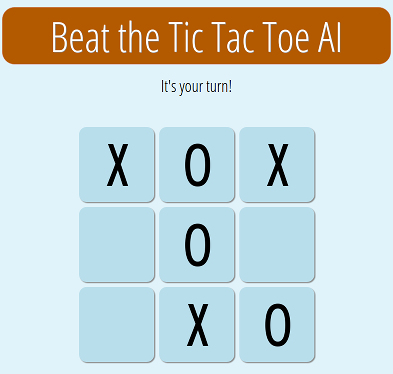 Beat the Tic Tac Toe AI
It's your turn!
X O X
O
X O